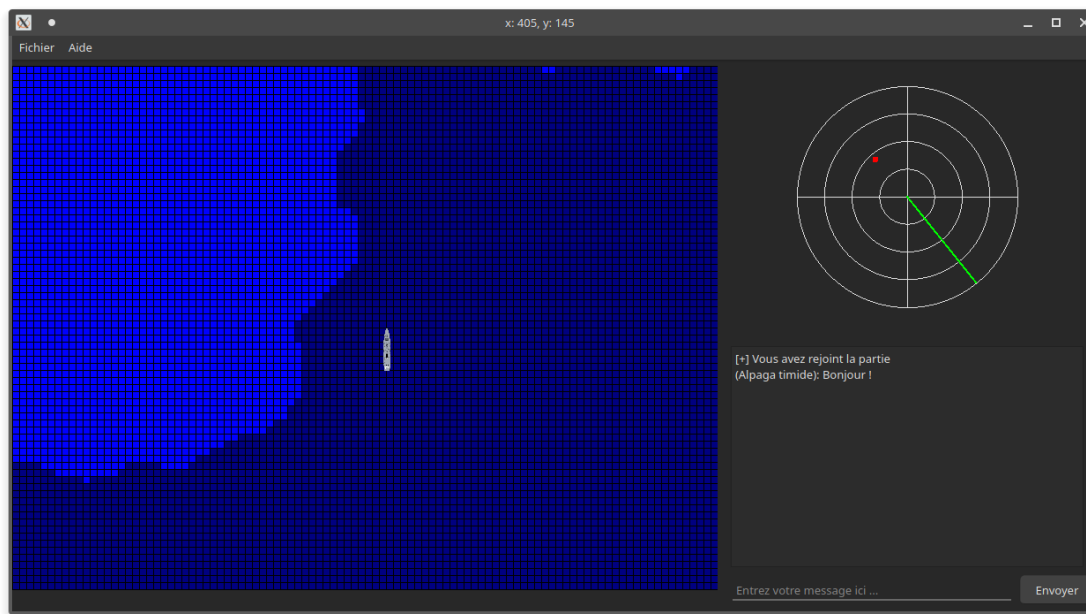 x: 405, y: 145
Fichier Aide
[+] Vous avez rejoint la partie
(Alpaga timide): Bonjour !
Entrez votre message ici ...
Envoyer